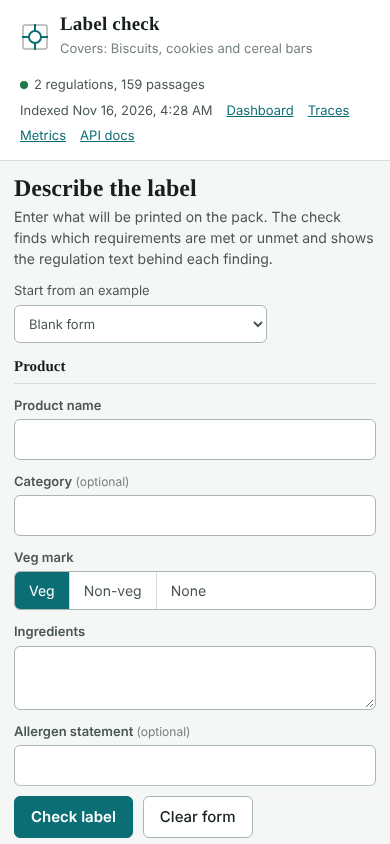 Label check
Covers: Biscuits, cookies and cereal bars
2 regulations, 159 passages
Indexed Nov 16, 2026, 4:28 AM Dashboard Traces
Metrics API docs
Describe the label
Enter what will be printed on the pack. The check
finds which requirements are met or unmet and shows
the regulation text behind each finding.
Start from an example
Blank form
Product
Product name
Category (optional)
Veg mark
Veg Non-veg None
Ingredients
Allergen statement (optional)
Check label Clear form